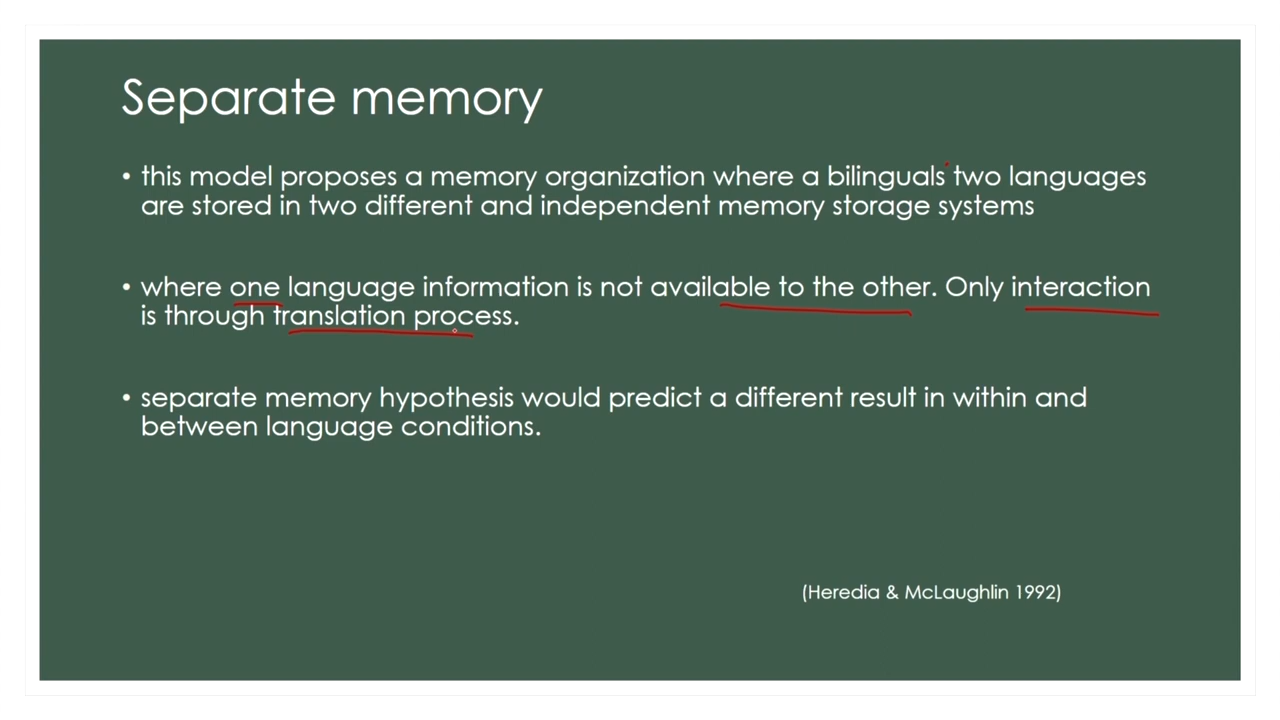 Separate memory
• this model proposes a memory organization where a bilinguals' two languages
are stored in two different and independent memory storage systems
• where one language information is not available to the other. Only interaction
is through translation process.
• separate memory hypothesis would predict a different result in within and
between language conditions.
(Heredia & McLaughlin 1992)